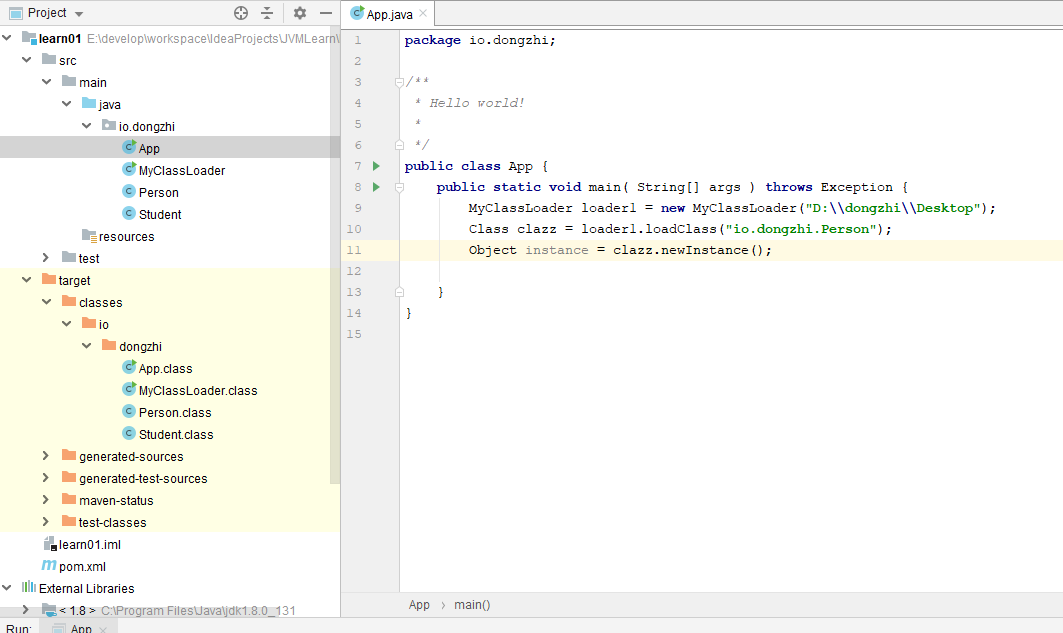 Project
App.java
learn01 E:\develop\workspace\IdeaProjects\JVMLearn\
src
main
java
io.dongzhi
App
MyClassLoader
Person
Student
resources
test
target
classes
io
dongzhi
App.class
MyClassLoader.class
Person.class
Student.class
generated-sources
generated-test-sources
maven-status
test-classes
learn01.iml
pom.xml
External Libraries
< 1.8 > C:\Program Files\Java\jdk1.8.0_131
1 package io.dongzhi;
2
3 /**
4 * Hello world!
5 *
6 */
7 public class App {
8 public static void main( String[] args ) throws Exception {
9 MyClassLoader loader1 = new MyClassLoader("D:\\dongzhi\\Desktop");
10 Class clazz = loader1.loadClass("io.dongzhi.Person");
11 Object instance = clazz.newInstance();
12
13 }
14 }
15
App › main()
Run: App